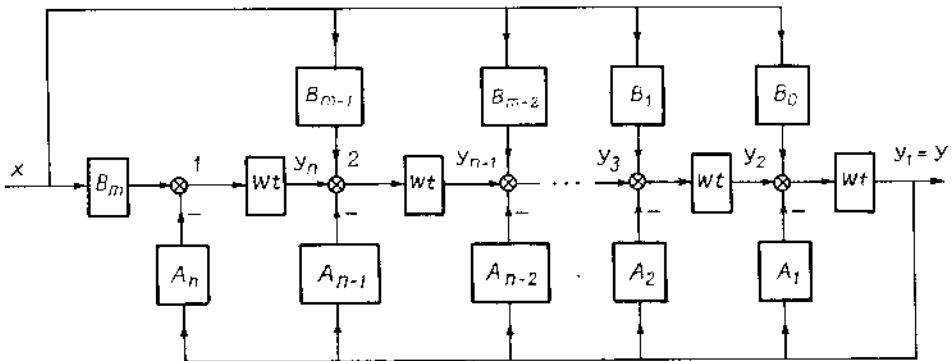 B_{m-1} B_{m-2} B_1 B_0
x 1 y_n 2 y_{n-1} ... y_3 y_2 y_1 = y
B_m wt wt wt wt
− − − − −
A_n A_{n-1} A_{n-2} A_2 A_1